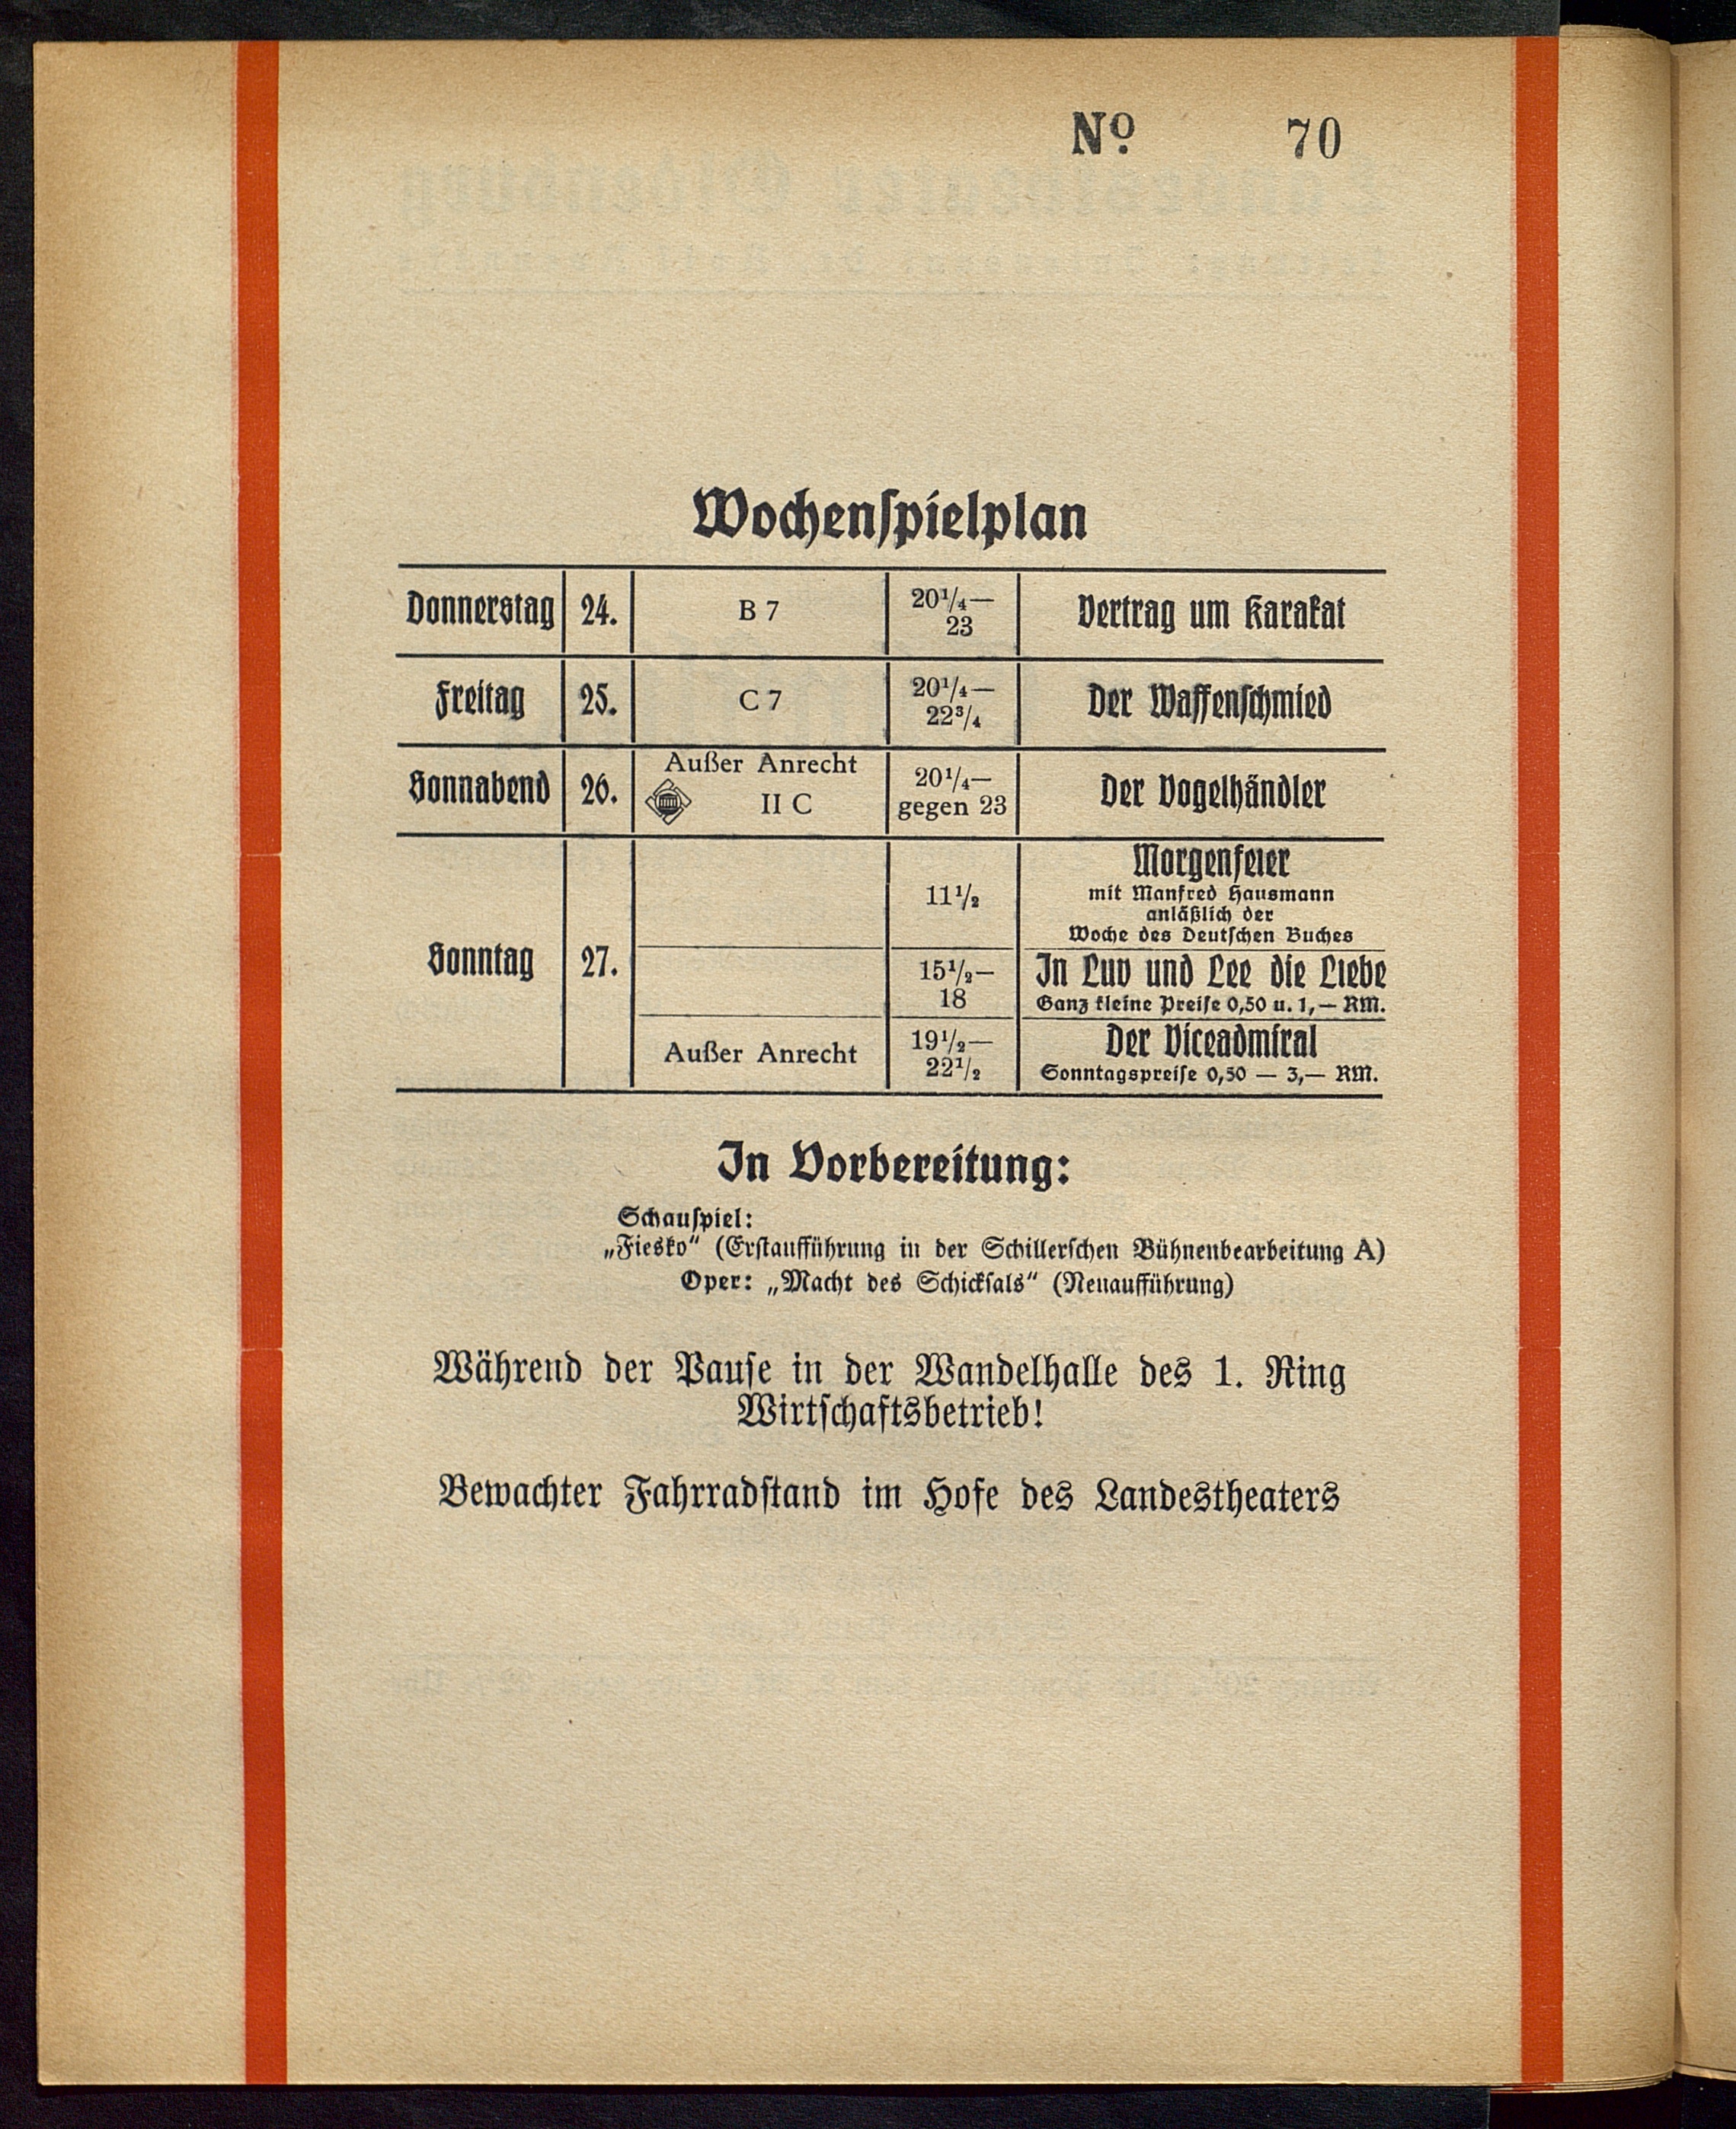 Nº 70
Wochenspielplan
Donnerstag 24. B 7 20¹/₄— 23 Vertrag um Karakat
Freitag 25. C 7 20¹/₄— 22³/₄ Der Waffenschmied
Sonnabend 26. Außer Anrecht II C 20¹/₄— gegen 23 Der Vogelhändler
Sonntag 27. 11¹/₂ Morgenfeier
mit Manfred Hausmann
anläßlich der
Woche des Deutschen Buches
15¹/₂— 18 In Luv und Lee die Liebe
Ganz kleine Preise 0,50 u. 1,— RM.
Außer Anrecht 19¹/₂— 22¹/₂ Der Viceadmiral
Sonntagspreise 0,50 — 3,— RM.
In Vorbereitung:
Schauspiel:
„Fiesko“ (Erstaufführung in der Schillerschen Bühnenbearbeitung A)
Oper: „Macht des Schicksals“ (Neuaufführung)
Während der Pause in der Wandelhalle des 1. Ring
Wirtschaftsbetrieb!
Bewachter Fahrradstand im Hofe des Landestheaters